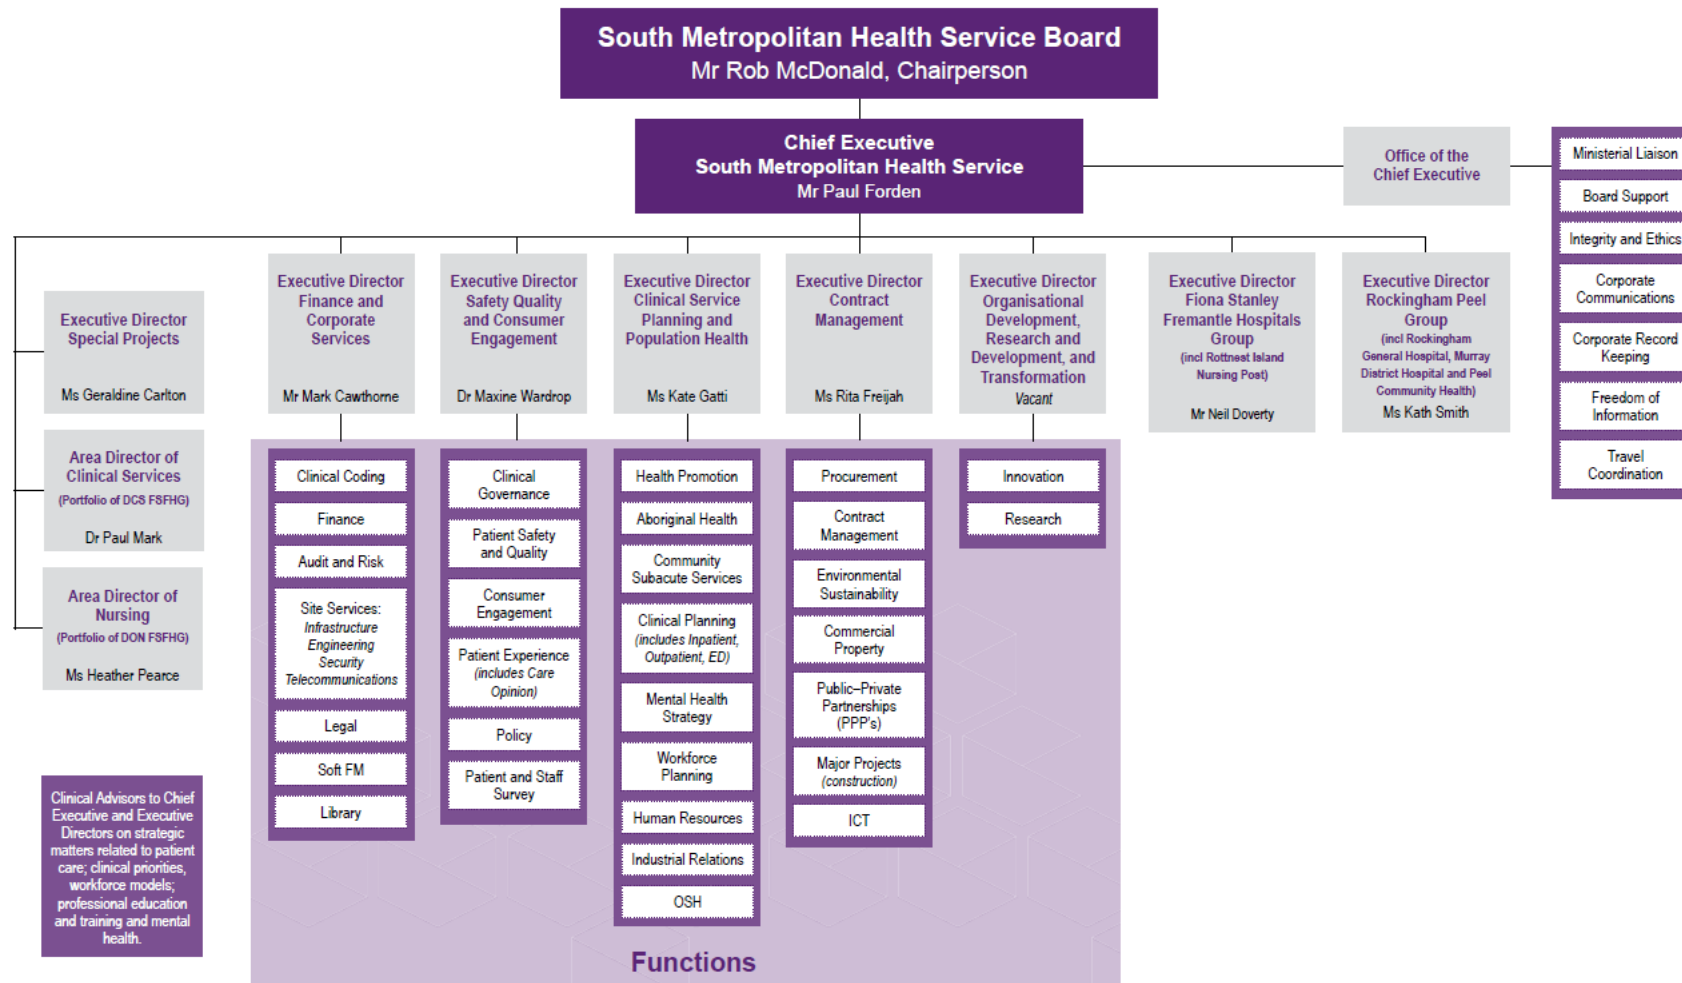 South Metropolitan Health Service Board
Mr Rob McDonald, Chairperson
Chief Executive
South Metropolitan Health Service
Mr Paul Forden
Office of the
Chief Executive
Ministerial Liaison
Board Support
Integrity and Ethics
Corporate
Communications
Corporate Record
Keeping
Freedom of
Information
Travel
Coordination
Executive Director
Special Projects
Ms Geraldine Carlton
Area Director of
Clinical Services
(Portfolio of DCS FSFHG)
Dr Paul Mark
Area Director of
Nursing
(Portfolio of DON FSFHG)
Ms Heather Pearce
Clinical Advisors to Chief
Executive and Executive
Directors on strategic
matters related to patient
care; clinical priorities,
workforce models;
professional education
and training and mental
health.
Executive Director
Finance and
Corporate
Services
Mr Mark Cawthorne
Clinical Coding
Finance
Audit and Risk
Site Services:
Infrastructure
Engineering
Security
Telecommunications
Legal
Soft FM
Library
Executive Director
Safety Quality
and Consumer
Engagement
Dr Maxine Wardrop
Clinical
Governance
Patient Safety
and Quality
Consumer
Engagement
Patient Experience
(includes Care
Opinion)
Policy
Patient and Staff
Survey
Executive Director
Clinical Service
Planning and
Population Health
Ms Kate Gatti
Health Promotion
Aboriginal Health
Community
Subacute Services
Clinical Planning
(includes Inpatient,
Outpatient, ED)
Mental Health
Strategy
Workforce
Planning
Human Resources
Industrial Relations
OSH
Executive Director
Contract
Management
Ms Rita Freijah
Procurement
Contract
Management
Environmental
Sustainability
Commercial
Property
Public–Private
Partnerships
(PPP's)
Major Projects
(construction)
ICT
Executive Director
Organisational
Development,
Research and
Development, and
Transformation
Vacant
Innovation
Research
Executive Director
Fiona Stanley
Fremantle Hospitals
Group
(incl Rottnest Island
Nursing Post)
Mr Neil Doverty
Executive Director
Rockingham Peel
Group
(incl Rockingham
General Hospital, Murray
District Hospital and Peel
Community Health)
Ms Kath Smith
Functions